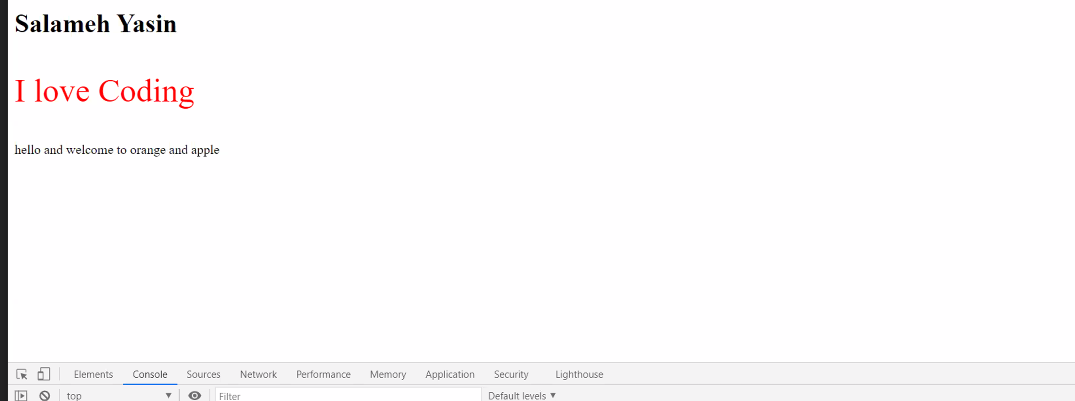 Salameh Yasin
I love Coding
hello and welcome to orange and apple
Elements Console Sources Network Performance Memory Application Security Lighthouse
top Filter Default levels